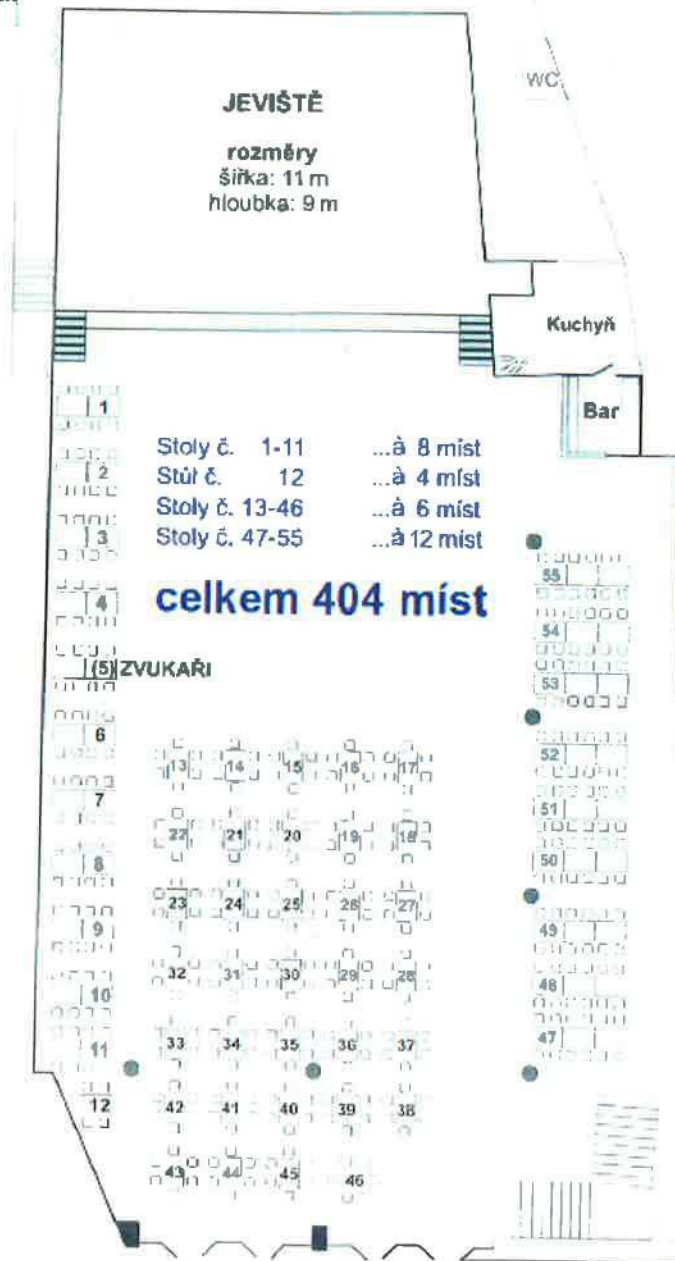 JEVIŠTĚ
rozměry
šířka: 11 m
hloubka: 9 m
WC
Kuchyň
Bar
Stoly č. 1-11 ...à 8 míst
Stůl č. 12 ...à 4 míst
Stoly č. 13-46 ...à 6 míst
Stoly č. 47-55 ...à 12 míst
celkem 404 míst
1
2
3
4
(5) ZVUKAŘI
6
7
8
9
10
11
12
13 14 15 16 17
22 21 20 19 18
23 24 25 26 27
32 31 30 29 28
33 34 35 36 37
42 41 40 39 38
43 44 45 46
55
54
53
52
51
50
49
48
47